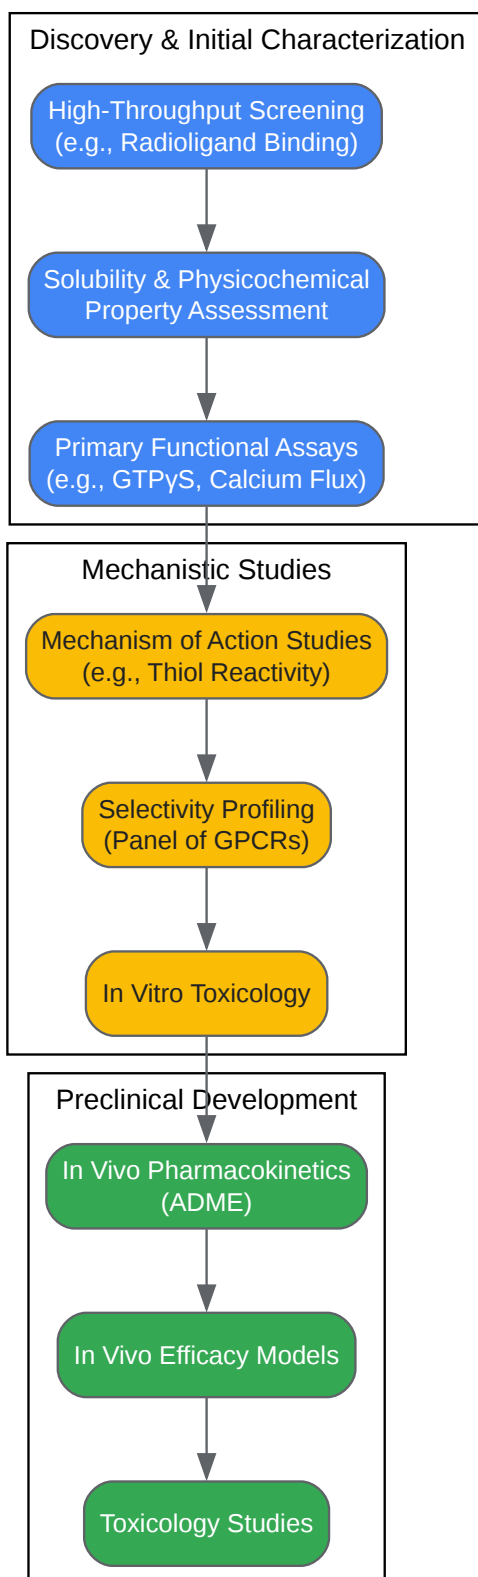 Discovery & Initial Characterization
High-Throughput Screening
(e.g., Radioligand Binding)
Solubility & Physicochemical
Property Assessment
Primary Functional Assays
(e.g., GTPγS, Calcium Flux)
Mechanistic Studies
Mechanism of Action Studies
(e.g., Thiol Reactivity)
Selectivity Profiling
(Panel of GPCRs)
In Vitro Toxicology
Preclinical Development
In Vivo Pharmacokinetics
(ADME)
In Vivo Efficacy Models
Toxicology Studies